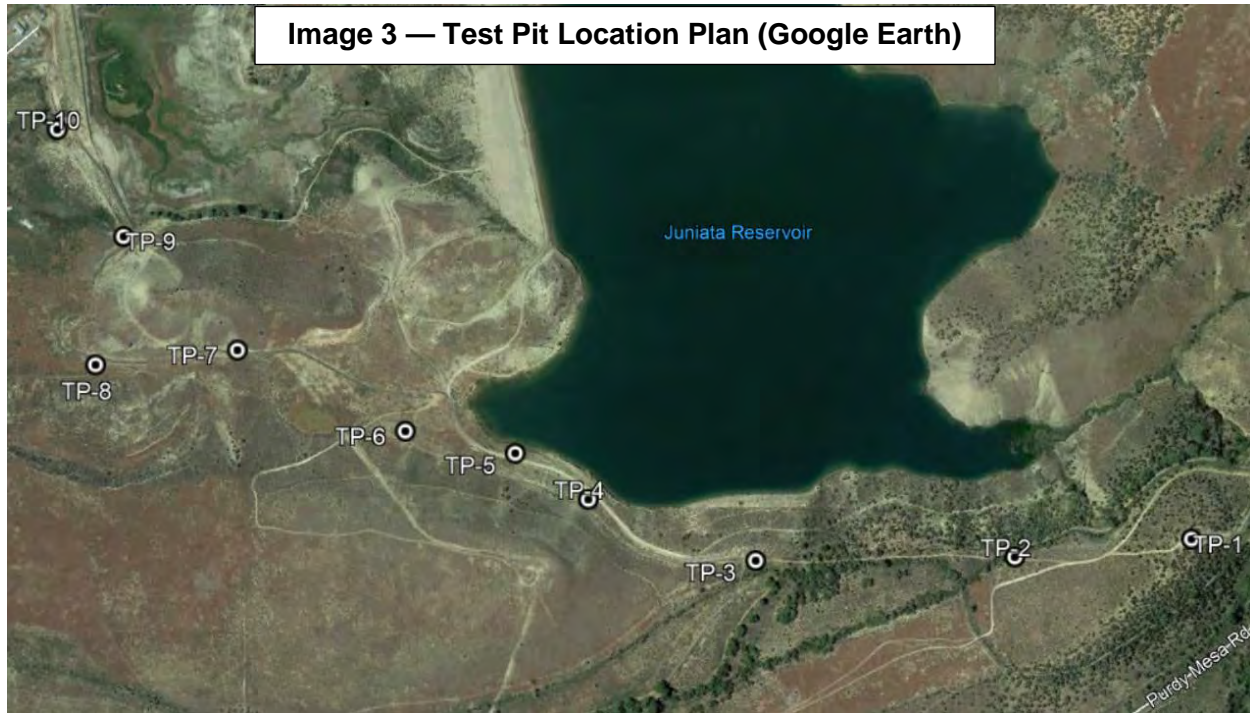 Image 3 — Test Pit Location Plan (Google Earth)
TP-10
Juniata Reservoir
TP-9
TP-7
TP-8
TP-6
TP-5
TP-4
TP-3
TP-2
TP-1
Purdy Mesa Rd